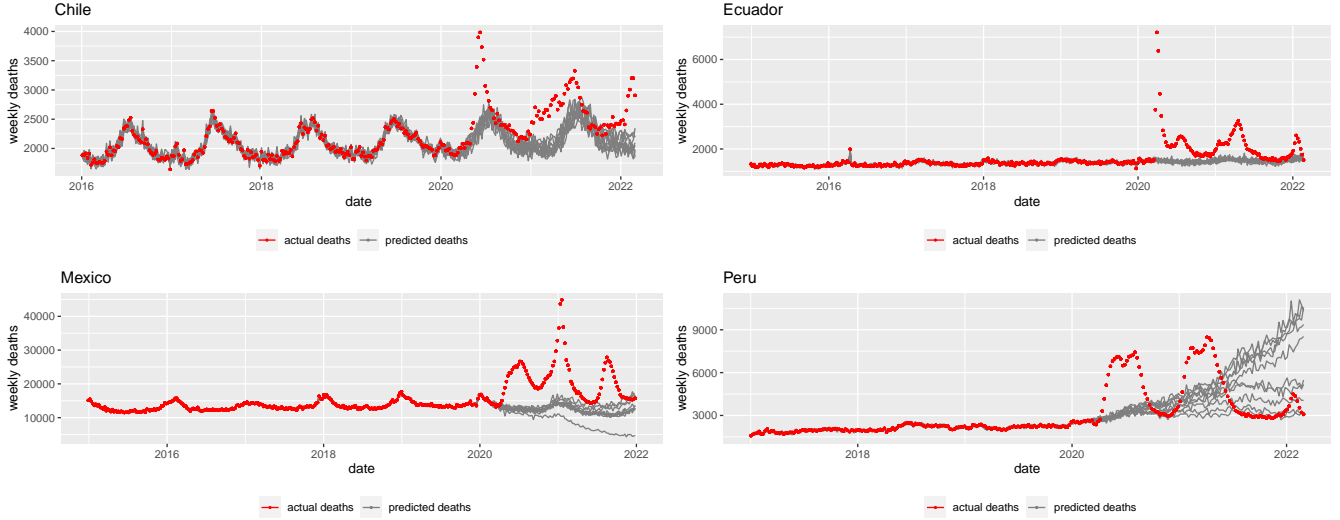 Chile
weekly deaths
4000
3500
3000
2500
2000
2016
2018
2020
2022
date
actual deaths predicted deaths
Ecuador
weekly deaths
6000
4000
2000
2016
2018
2020
2022
date
actual deaths predicted deaths
Mexico
weekly deaths
40000
30000
20000
10000
2016
2018
2020
2022
date
actual deaths predicted deaths
Peru
weekly deaths
9000
6000
3000
2018
2020
2022
date
actual deaths predicted deaths